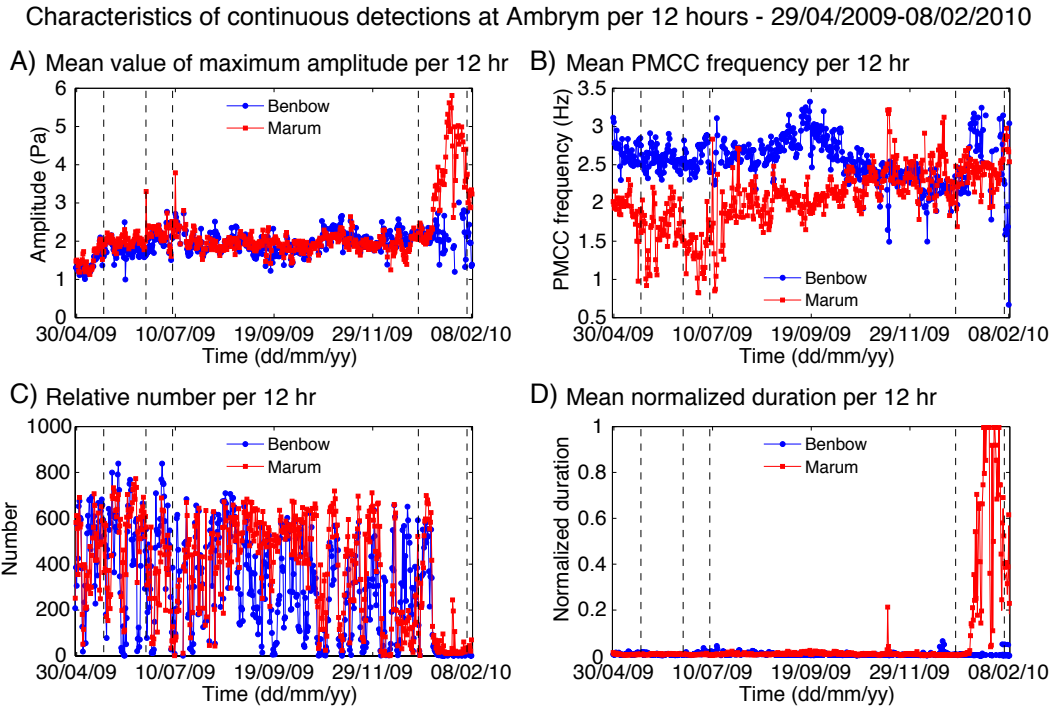 Characteristics of continuous detections at Ambrym per 12 hours - 29/04/2009-08/02/2010
A) Mean value of maximum amplitude per 12 hr
6
5
4
3
2
1
0
Amplitude (Pa)
Benbow
Marum
30/04/09 10/07/09 19/09/09 29/11/09 08/02/10
Time (dd/mm/yy)
B) Mean PMCC frequency per 12 hr
3.5
3
2.5
2
1.5
1
0.5
PMCC frequency (Hz)
Benbow
Marum
30/04/09 10/07/09 19/09/09 29/11/09 08/02/10
Time (dd/mm/yy)
C) Relative number per 12 hr
1000
800
600
400
200
0
Number
Benbow
Marum
30/04/09 10/07/09 19/09/09 29/11/09 08/02/10
Time (dd/mm/yy)
D) Mean normalized duration per 12 hr
1
0.8
0.6
0.4
0.2
0
Normalized duration
Benbow
Marum
30/04/09 10/07/09 19/09/09 29/11/09 08/02/10
Time (dd/mm/yy)